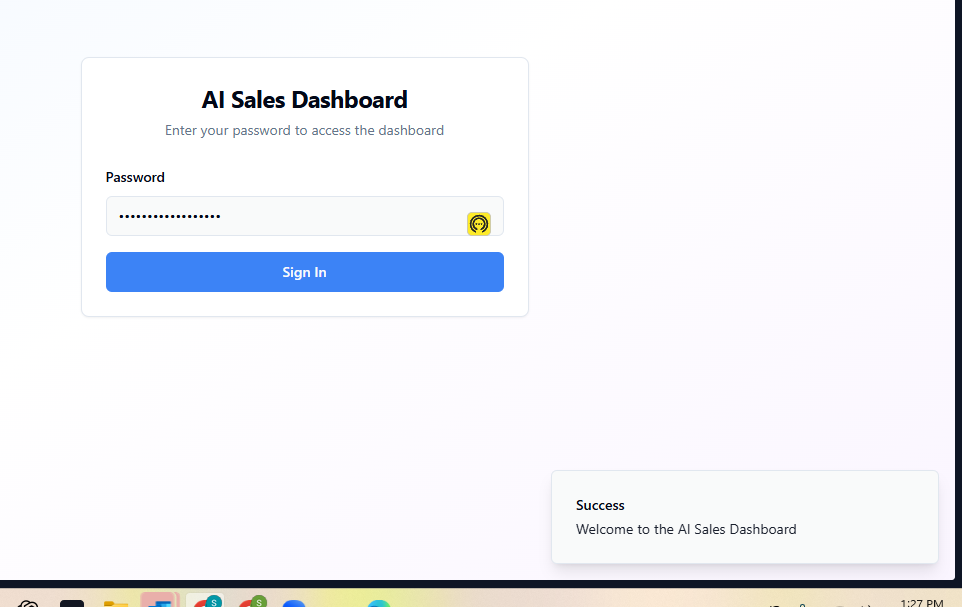 AI Sales Dashboard
Enter your password to access the dashboard
Password
••••••••••••••••••
Sign In
Success
Welcome to the AI Sales Dashboard
S
S
1:27 PM